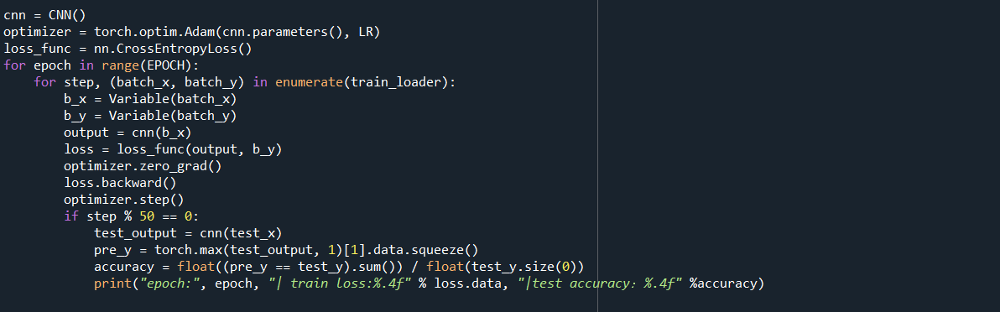 cnn = CNN()
optimizer = torch.optim.Adam(cnn.parameters(), LR)
loss_func = nn.CrossEntropyLoss()
for epoch in range(EPOCH):
    for step, (batch_x, batch_y) in enumerate(train_loader):
        b_x = Variable(batch_x)
        b_y = Variable(batch_y)
        output = cnn(b_x)
        loss = loss_func(output, b_y)
        optimizer.zero_grad()
        loss.backward()
        optimizer.step()
        if step % 50 == 0:
            test_output = cnn(test_x)
            pre_y = torch.max(test_output, 1)[1].data.squeeze()
            accuracy = float((pre_y == test_y).sum()) / float(test_y.size(0))
            print("epoch:", epoch, "| train loss:%.4f" % loss.data, "|test accuracy：%.4f" %accuracy)